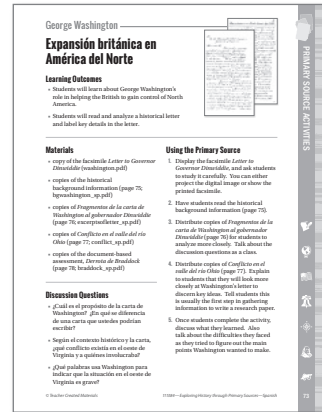 George Washington
Expansión británica en
América del Norte
Learning Outcomes
• Students will learn about George Washington's
role in helping the British to gain control of North
America.
• Students will read and analyze a historical letter
and label key details in the letter.
Materials
• copy of the facsimile Letter to Governor
Dinwiddie (washington.pdf)
• copies of the historical
background information (page 75;
bgwashington_sp.pdf)
• copies of Fragmentos de la carta de
Washington al gobernador Dinwiddie
(page 76; excerptsofletter_sp.pdf)
• copies of Conflicto en el valle del río
Ohio (page 77; conflict_sp.pdf)
• copies of the document-based
assessment, Derrota de Braddock
(page 78; braddock_sp.pdf)
Discussion Questions
• ¿Cuál es el propósito de la carta de
Washington? ¿En qué se diferencia
de una carta que ustedes podrían
escribir?
• Según el contexto histórico y la carta,
¿qué conflicto existía en el oeste de
Virginia y a quiénes involucraba?
• ¿Qué palabras usa Washington para
indicar que la situación en el oeste de
Virginia es grave?
Using the Primary Source
1. Display the facsimile Letter to
Governor Dinwiddie, and ask students
to study it carefully. You can either
project the digital image or show the
printed facsimile.
2. Have students read the historical
background information (page 75).
3. Distribute copies of Fragmentos de la
carta de Washington al gobernador
Dinwiddie (page 76) for students to
analyze more closely. Talk about the
discussion questions as a class.
4. Distribute copies of Conflicto en el
valle del río Ohio (page 77). Explain
to students that they will look more
closely at Washington's letter to
discern key ideas. Tell students this
is usually the first step in gathering
information to write a research paper.
5. Once students complete the activity,
discuss what they learned. Also
talk about the difficulties they faced
as they tried to figure out the main
points Washington wanted to make.
PRIMARY SOURCE ACTIVITIES
© Teacher Created Materials
Exploring History through Primary Sources—Spanish
73